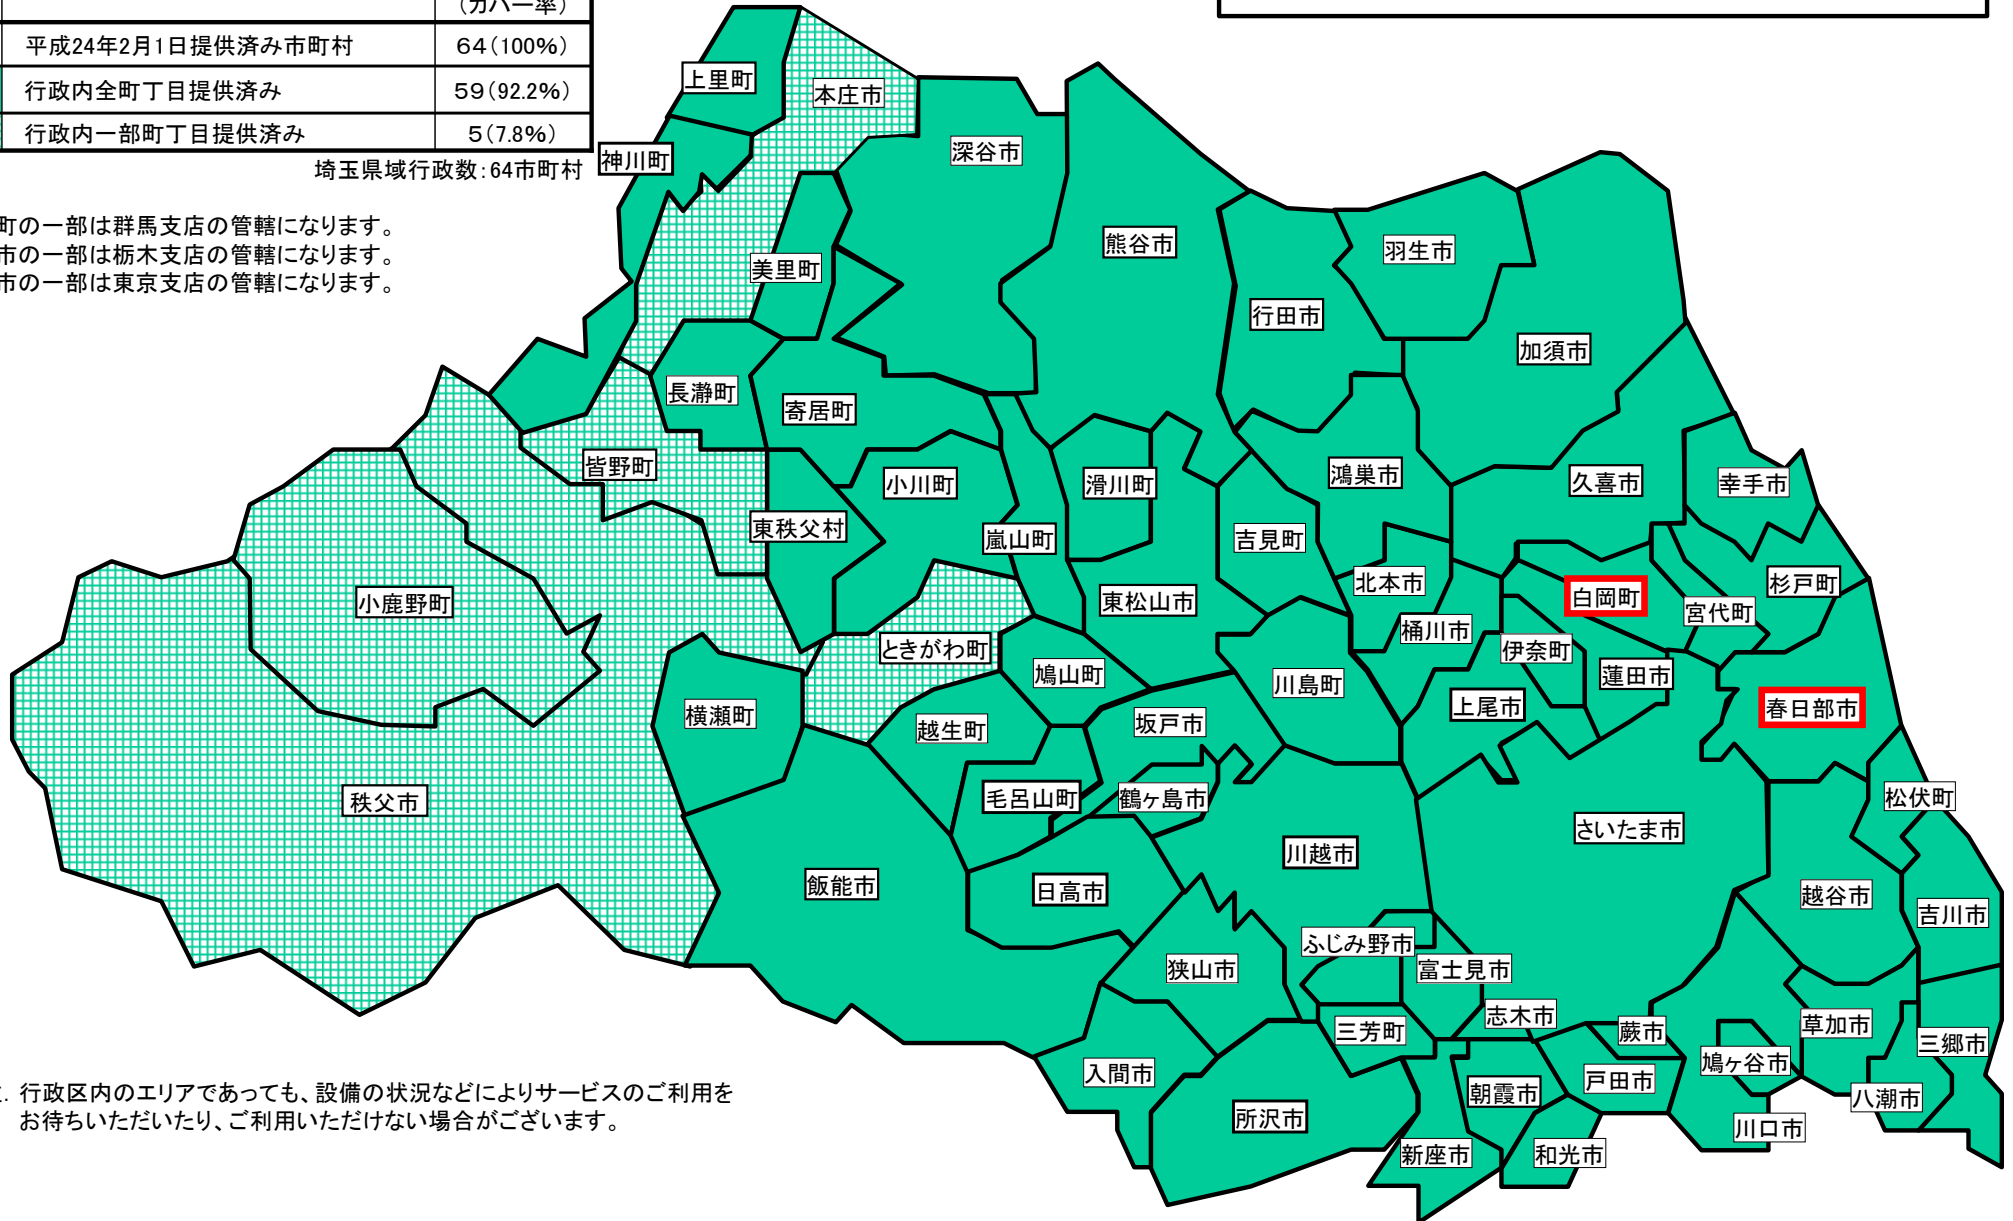 (カバー率)
平成24年2月1日提供済み市町村 64(100%)
行政内全町丁目提供済み 59(92.2%)
行政内一部町丁目提供済み 5(7.8%)
埼玉県域行政数:64市町村
町の一部は群馬支店の管轄になります。
市の一部は栃木支店の管轄になります。
市の一部は東京支店の管轄になります。
上里町
本庄市
神川町
深谷市
熊谷市
美里町
羽生市
行田市
加須市
長瀞町
寄居町
皆野町
小川町
滑川町
鴻巣市
久喜市
幸手市
東秩父村
嵐山町
吉見町
北本市
杉戸町
小鹿野町
東松山市
白岡町
宮代町
桶川市
ときがわ町
伊奈町
鳩山町
川島町
蓮田市
横瀬町
越生町
坂戸市
上尾市
春日部市
秩父市
毛呂山町
鶴ヶ島市
松伏町
さいたま市
川越市
飯能市
日高市
越谷市
吉川市
ふじみ野市
狭山市
富士見市
志木市
三芳町
蕨市
草加市
三郷市
鳩ヶ谷市
入間市
戸田市
朝霞市
八潮市
所沢市
川口市
新座市
和光市
. 行政区内のエリアであっても、設備の状況などによりサービスのご利用を
お待ちいただいたり、ご利用いただけない場合がございます。